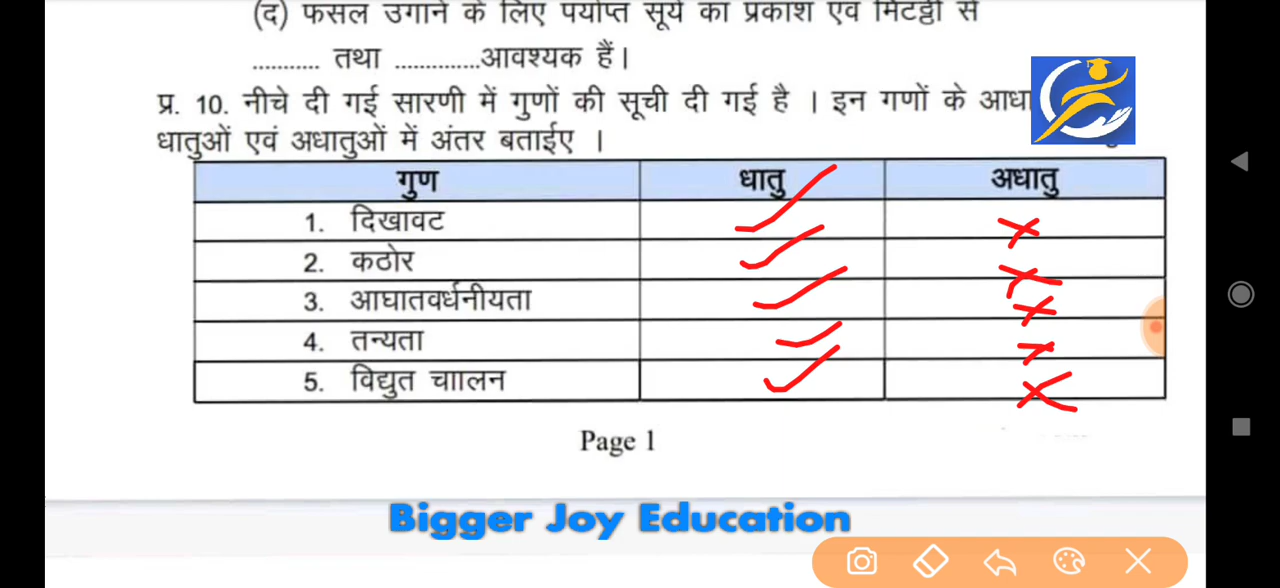 (द) फसल उगाने के लिए पर्याप्त सूर्य का प्रकाश एवं मिटट्ठी से
........... तथा ..............आवश्यक हैं।
प्र. 10. नीचे दी गई सारणी में गुणों की सूची दी गई है । इन गणों के आधा
धातुओं एवं अधातुओं में अंतर बताईए ।
गुण धातु अधातु
1. दिखावट ✓ ×
2. कठोर ✓ ×
3. आघातवर्धनीयता ✓ ×
4. तन्यता ✓ ×
5. विद्युत चाालन ✓ ×
Page 1
Bigger Joy Education